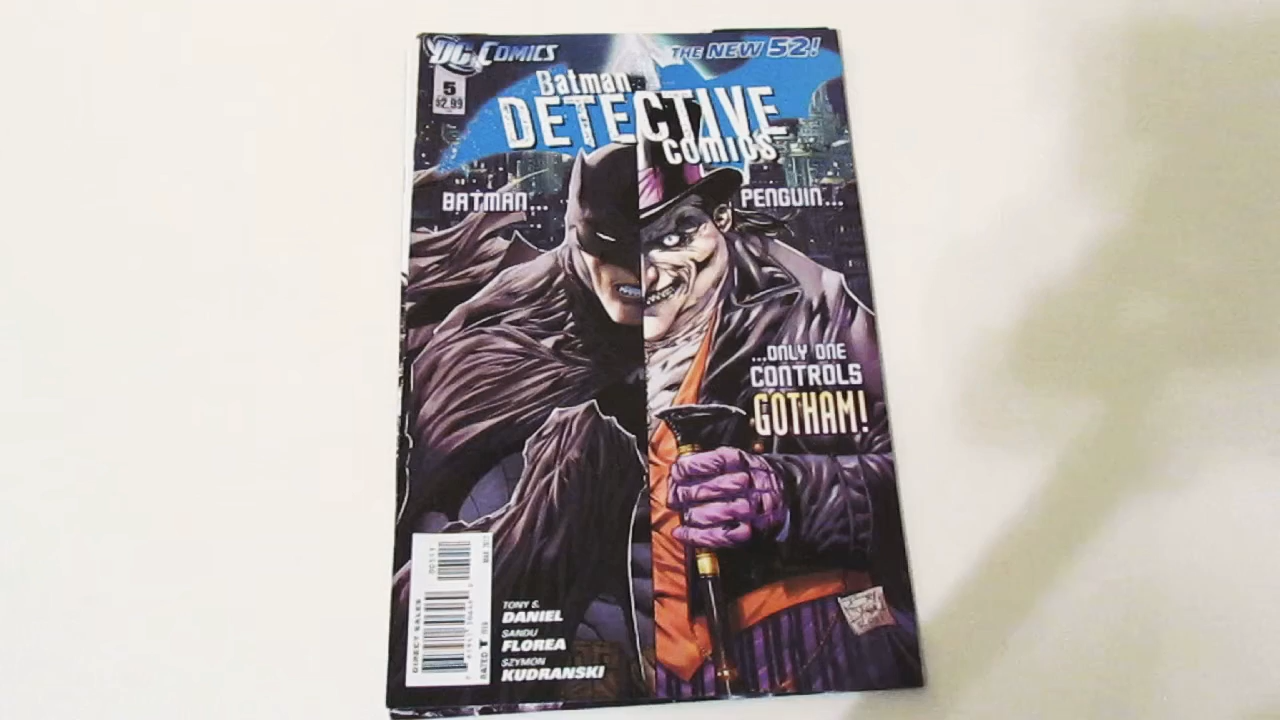 DC COMICS
THE NEW 52!
5
$2.99
Batman
DETECTIVE
COMICS
BATMAN...
PENGUIN...
...ONLY ONE
CONTROLS
GOTHAM!
TONY S.
DANIEL
SANDU
FLOREA
SZYMON
KUDRANSKI
DIRECT SALES
RATED T
00511